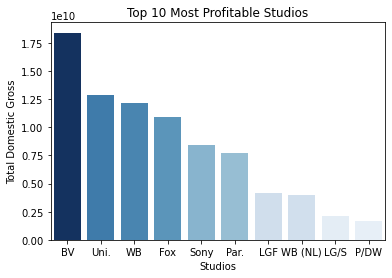 Top 10 Most Profitable Studios
1e10
1.75
1.50
1.25
1.00
0.75
0.50
0.25
0.00
Total Domestic Gross
BV Uni. WB Fox Sony Par. LGF WB (NL) LG/S P/DW
Studios